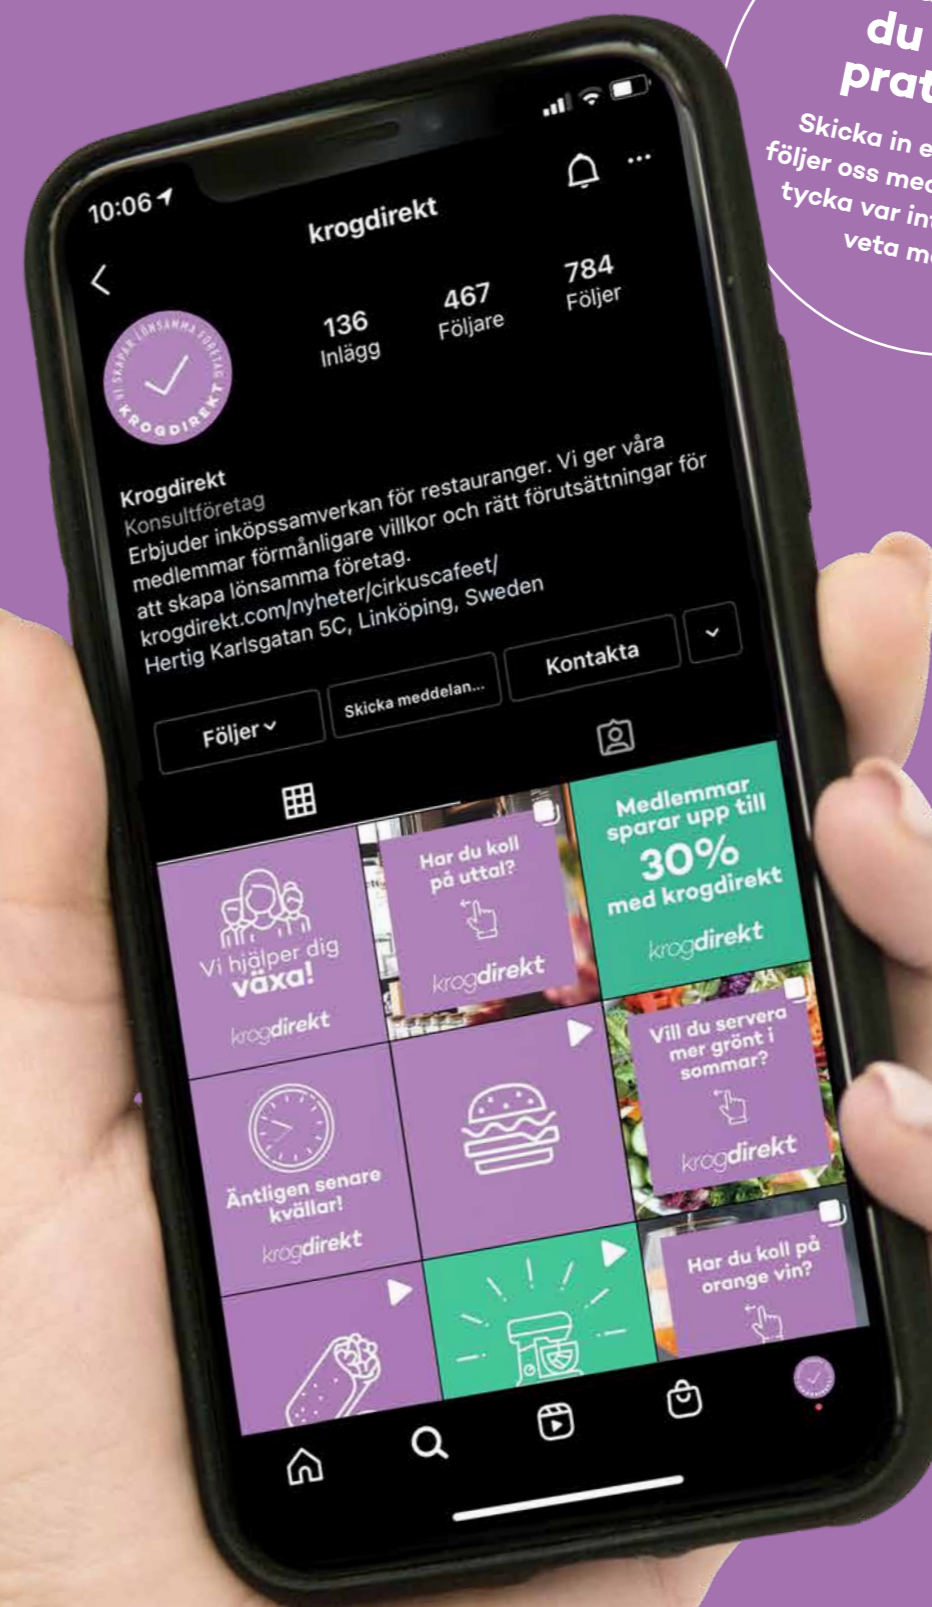 du
Skicka in
följer oss
tycka var
veta
10:06
krogdirekt
136
Inlägg
467
Följare
784
Följer
VI SKAPAR LÖNSAMMA FÖRETAG
KROGDIREKT
Krogdirekt
Konsultföretag
Erbjuder inköpssamverkan för restauranger. Vi ger våra
medlemmar förmånligare villkor och rätt förutsättningar för
att skapa lönsamma företag.
krogdirekt.com/nyheter/cirkuscafeet/
Hertig Karlsgatan 5C, Linköping, Sweden
Följer
Skicka meddelan...
Kontakta
Vi hjälper dig
växa!
krogdirekt
Har du koll
på uttal?
krogdirekt
Medlemmar
sparar upp till
30%
med krogdirekt
krogdirekt
Äntligen senare
kvällar!
krogdirekt
Vill du servera
mer grönt i
sommar?
krogdirekt
Har du koll på
orange vin?